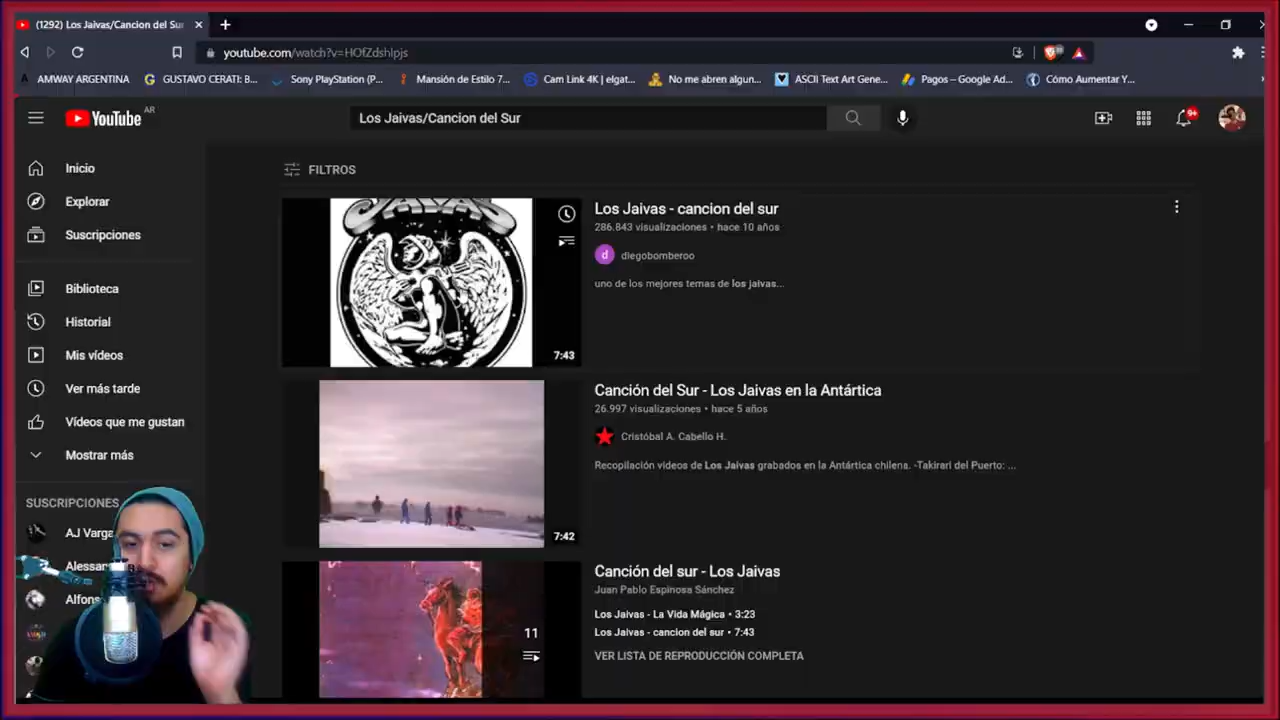 (1292) Los Jaivas/Cancion del Sur
youtube.com/watch?v=HOfZdshlpjs
AMWAY ARGENTINA
GUSTAVO CERATI: B...
Sony PlayStation (P...
Mansión de Estilo 7...
Cam Link 4K | elgat...
No me abren algun...
ASCII Text Art Gene...
Pagos – Google Ad...
Cómo Aumentar Y...
YouTube AR
Los Jaivas/Cancion del Sur
9+
Inicio
Explorar
Suscripciones
Biblioteca
Historial
Mis vídeos
Ver más tarde
Vídeos que me gustan
Mostrar más
SUSCRIPCIONES
AJ Varga
Alessa
Alfons
FILTROS
JAIVAS
7:43
Los Jaivas - cancion del sur
286.843 visualizaciones • hace 10 años
d
diegobomberoo
uno de los mejores temas de los jaivas...
7:42
Canción del Sur - Los Jaivas en la Antártica
26.997 visualizaciones • hace 5 años
Cristóbal A. Cabello H.
Recopilación videos de Los Jaivas grabados en la Antártica chilena. -Takirari del Puerto: ...
11
Canción del sur - Los Jaivas
Juan Pablo Espinosa Sánchez
Los Jaivas - La Vida Mágica • 3:23
Los Jaivas - cancion del sur • 7:43
VER LISTA DE REPRODUCCIÓN COMPLETA